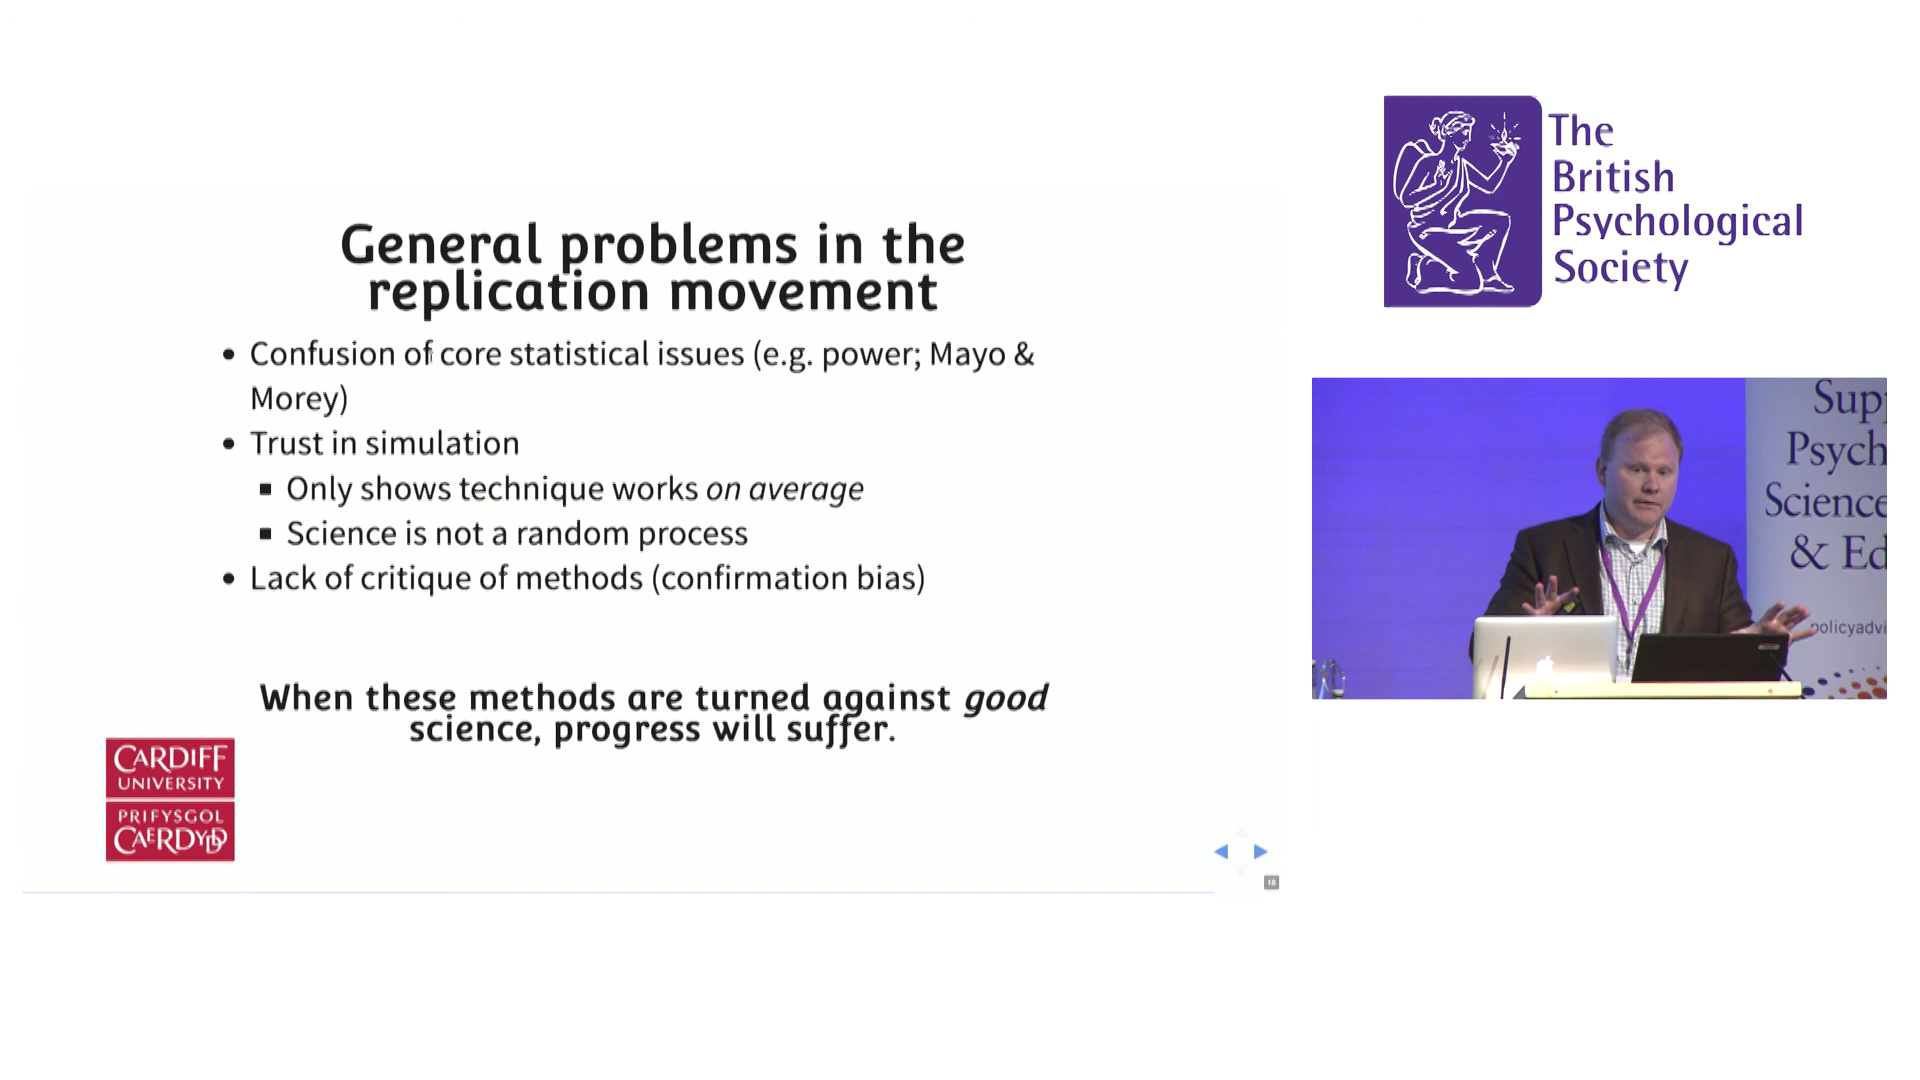 General problems in the
replication movement
• Confusion of core statistical issues (e.g. power; Mayo &
Morey)
• Trust in simulation
▪ Only shows technique works on average
▪ Science is not a random process
• Lack of critique of methods (confirmation bias)
When these methods are turned against good
science, progress will suffer.
CARDIFF
UNIVERSITY
PRIFYSGOL
CAERDYDD
18
The
British
Psychological
Society
Supp
Psych
Science
& Ed
policyadvi